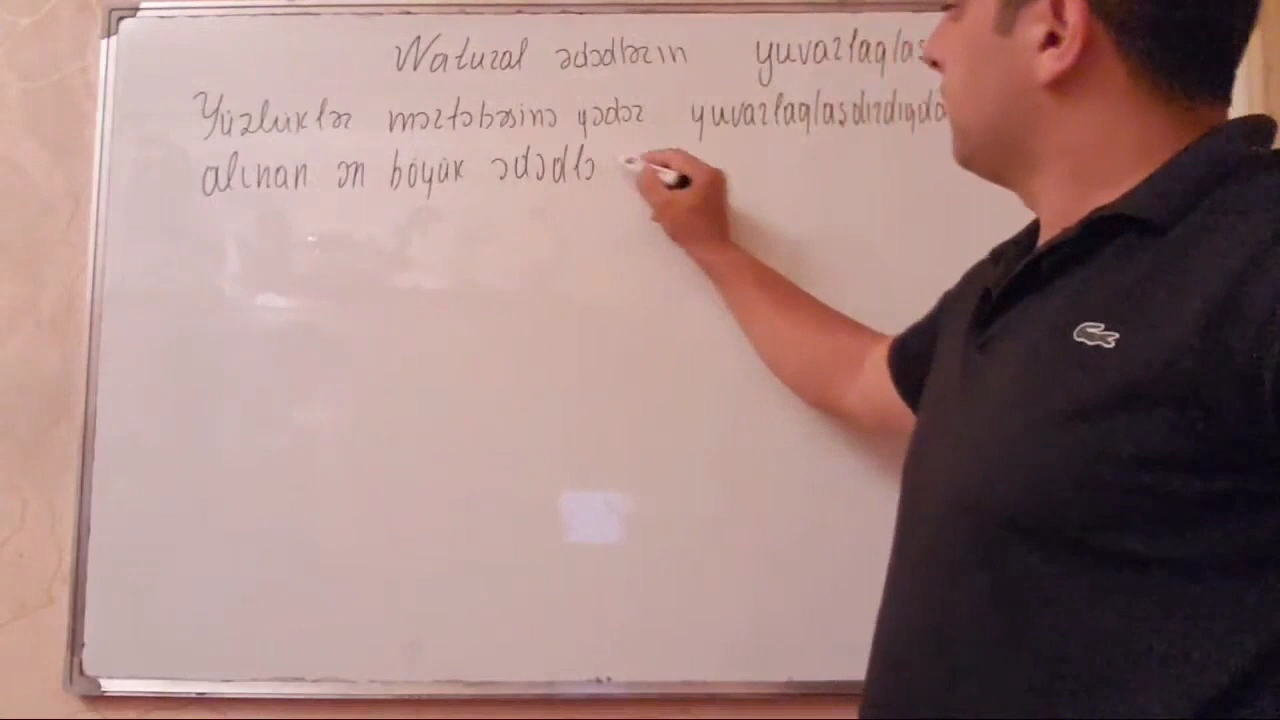 Natural ədədlərin yuvarlaqlaş
Yüzlüklər mərtəbəsinə qədər yuvarlaqlaşdırdıqda
alınan ən böyük ədədlə